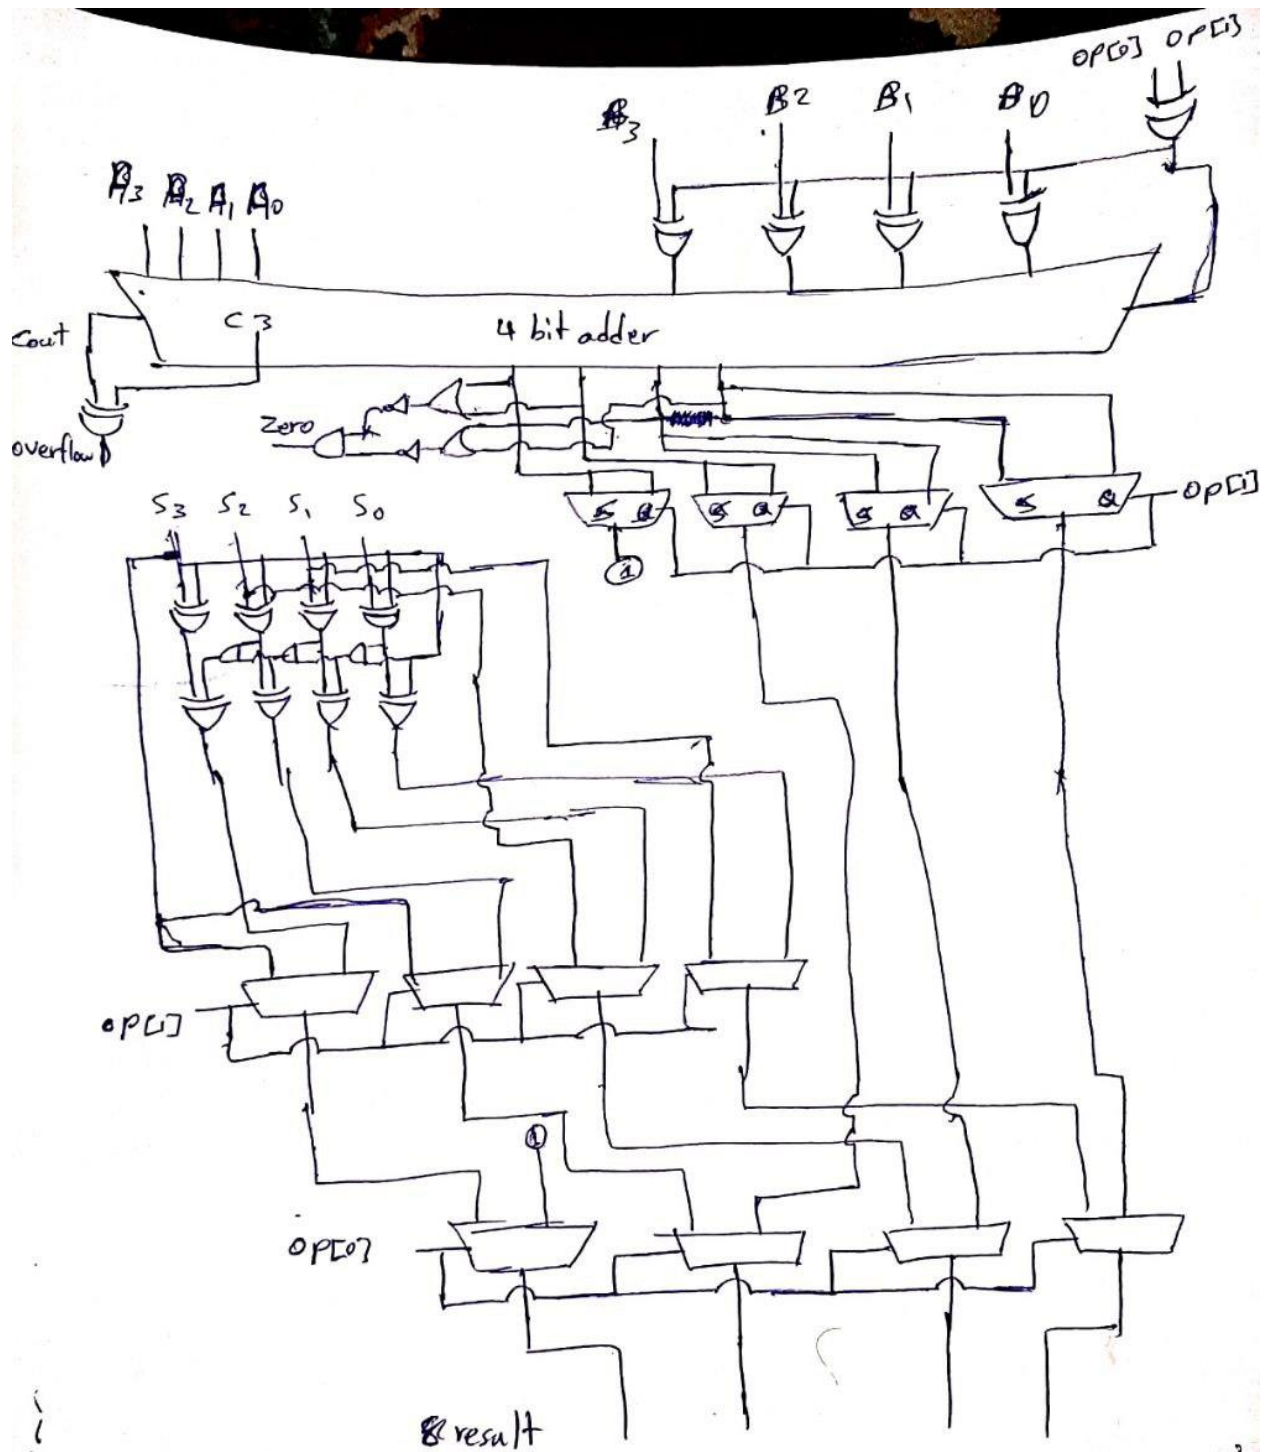 OP[0] OP[1]
B3 B2 B1 B0
A3 A2 A1 A0
Cout
C3
4 bit adder
overflow
Zero
OP[1]
S3 S2 S1 S0
1
OP[1]
1
OP[0]
result